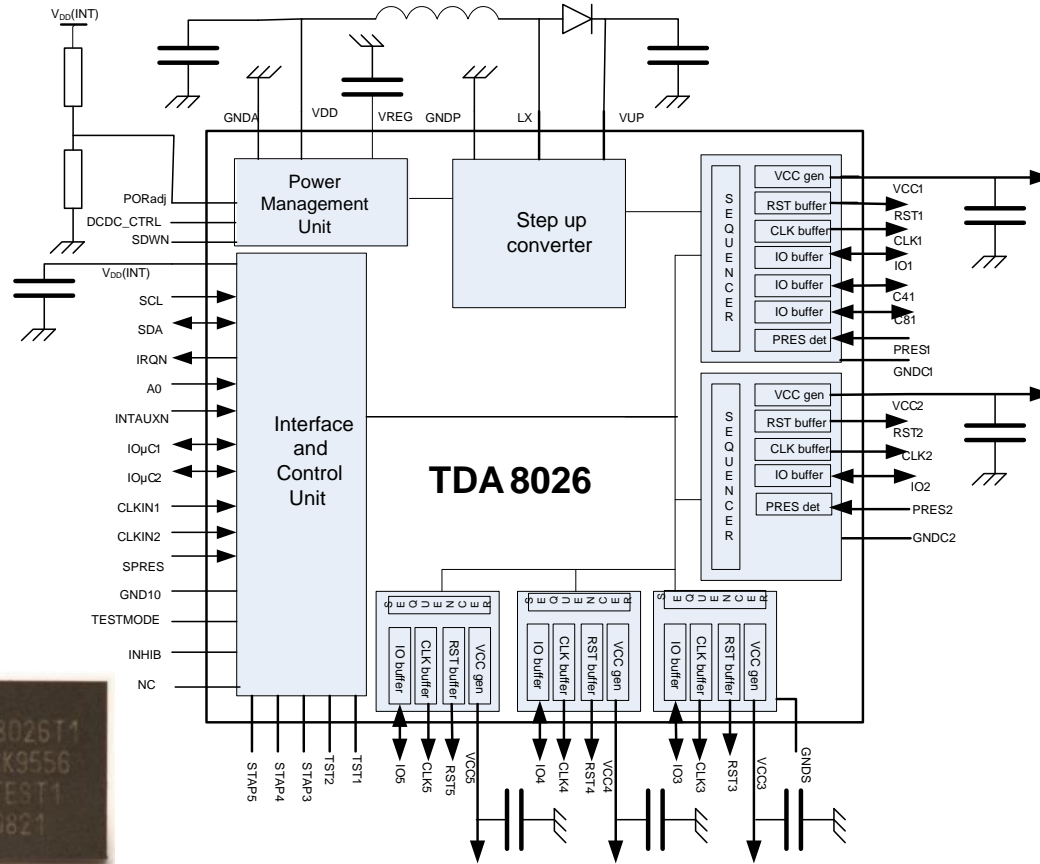 V_DD(INT)
GNDA
VDD
VREG
GNDP
LX
VUP
PORadj
DCDC_CTRL
SDWN
V_DD(INT)
SCL
SDA
IRQN
A0
INTAUXN
IOµC1
IOµC2
CLKIN1
CLKIN2
SPRES
GND10
TESTMODE
INHIB
NC
Power
Management
Unit
Step up
converter
Interface
and
Control
Unit
TDA 8026
SEQUENCER
VCC gen
RST buffer
CLK buffer
IO buffer
IO buffer
IO buffer
PRES det
VCC1
RST1
CLK1
IO1
C41
C81
PRES1
GNDC1
SEQUENCER
VCC gen
RST buffer
CLK buffer
IO buffer
PRES det
VCC2
RST2
CLK2
IO2
PRES2
GNDC2
SEQUENCER
IO buffer
CLK buffer
RST buffer
VCC gen
SEQUENCER
IO buffer
CLK buffer
RST buffer
VCC gen
SEQUENCER
IO buffer
CLK buffer
RST buffer
VCC gen
STAP5
STAP4
STAP3
TST2
TST1
IO5
CLK5
RST5
VCC5
IO4
CLK4
RST4
VCC4
IO3
CLK3
RST3
VCC3
GNDS
8026T1
K9556
TEST1
0821